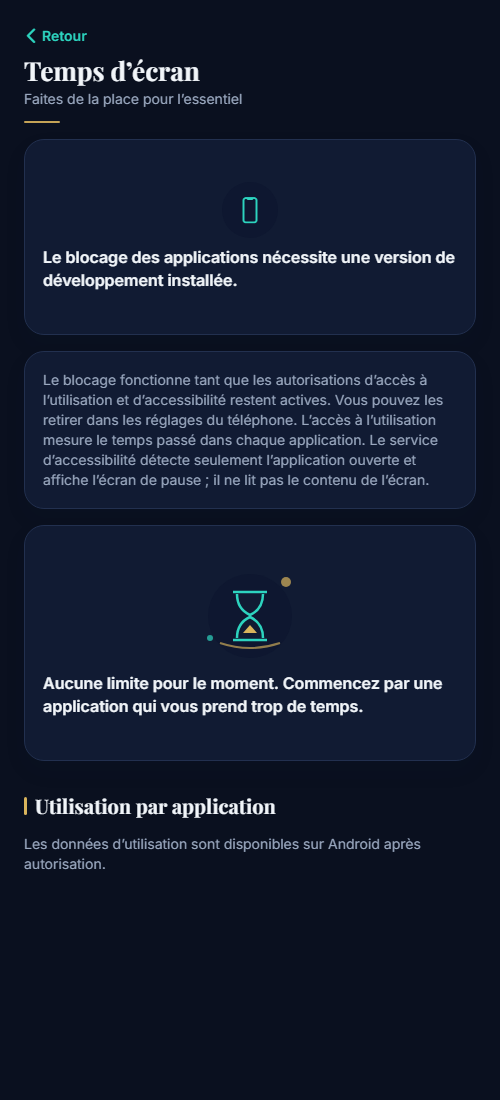 Retour
Temps d’écran
Faites de la place pour l’essentiel
Le blocage des applications nécessite une version de
développement installée.
Le blocage fonctionne tant que les autorisations d’accès à
l’utilisation et d’accessibilité restent actives. Vous pouvez les
retirer dans les réglages du téléphone. L’accès à l’utilisation
mesure le temps passé dans chaque application. Le service
d’accessibilité détecte seulement l’application ouverte et
affiche l’écran de pause ; il ne lit pas le contenu de l’écran.
Aucune limite pour le moment. Commencez par une
application qui vous prend trop de temps.
Utilisation par application
Les données d’utilisation sont disponibles sur Android après
autorisation.